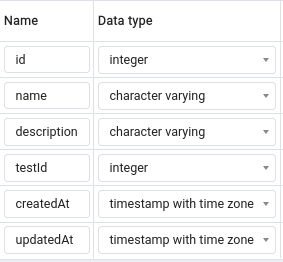 Name Data type
id integer
name character varying
description character varying
testId integer
createdAt timestamp with time zone
updatedAt timestamp with time zone